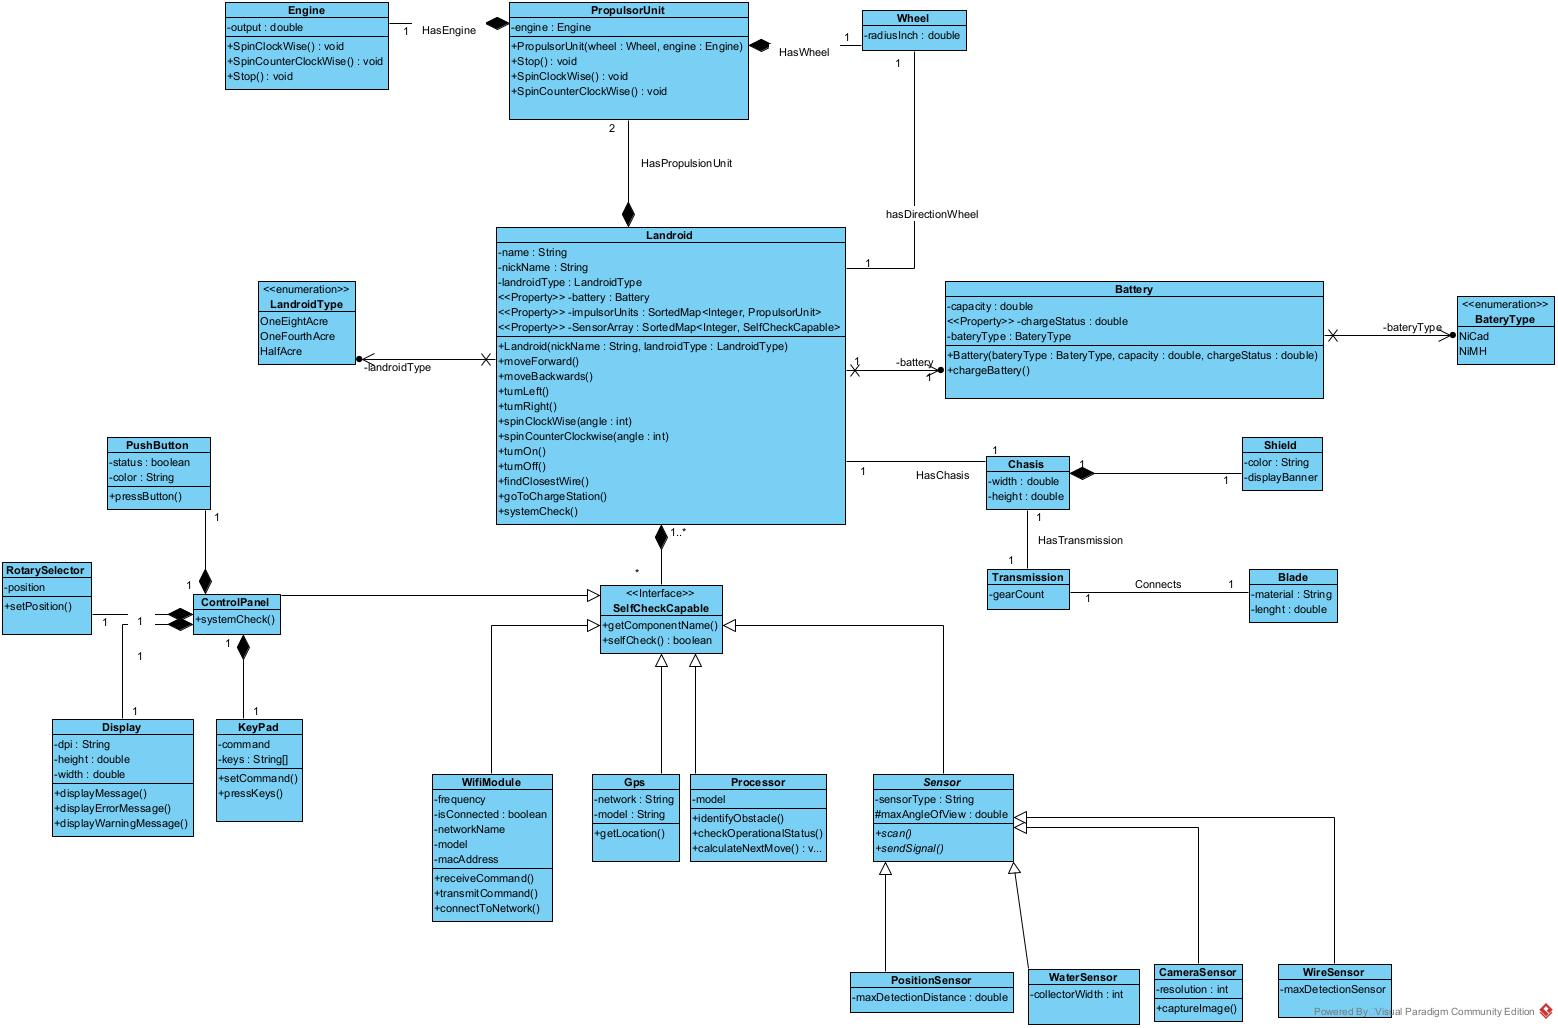 Engine
-output : double
+SpinClockWise() : void
+SpinCounterClockWise() : void
+Stop() : void
1
HasEngine
PropulsorUnit
-engine : Engine
+PropulsorUnit(wheel : Wheel, engine : Engine)
+Stop() : void
+SpinClockWise() : void
+SpinCounterClockWise() : void
HasWheel
1
Wheel
-radiusInch : double
1
2
HasPropulsionUnit
hasDirectionWheel
1
Landroid
-name : String
-nickName : String
-landroidType : LandroidType
<<Property>> -battery : Battery
<<Property>> -impulsorUnits : SortedMap<Integer, PropulsorUnit>
<<Property>> -SensorArray : SortedMap<Integer, SelfCheckCapable>
+Landroid(nickName : String, landroidType : LandroidType)
+moveForward()
+moveBackwards()
+turnLeft()
+turnRight()
+spinClockWise(angle : int)
+spinCounterClockwise(angle : int)
+turnOn()
+turnOff()
+findClosestWire()
+goToChargeStation()
+systemCheck()
<<enumeration>>
LandroidType
OneEightAcre
OneFourthAcre
HalfAcre
-landroidType
1
-battery
1
Battery
-capacity : double
<<Property>> -chargeStatus : double
-bateryType : BateryType
+Battery(bateryType : BateryType, capacity : double, chargeStatus : double)
+chargeBattery()
-bateryType
<<enumeration>>
BateryType
NiCad
NiMH
1
HasChasis
1
Chasis
-width : double
-height : double
1
1
Shield
-color : String
-displayBanner
1
HasTransmission
1
Transmission
-gearCount
1
Connects
1
Blade
-material : String
-lenght : double
PushButton
-status : boolean
-color : String
+pressButton()
1
1
RotarySelector
-position
+setPosition()
1
1
ControlPanel
+systemCheck()
1
1
1
1
Display
-dpi : String
-height : double
-width : double
+displayMessage()
+displayErrorMessage()
+displayWarningMessage()
KeyPad
-command
-keys : String[]
+setCommand()
+pressKeys()
1..*
*
<<Interface>>
SelfCheckCapable
+getComponentName()
+selfCheck() : boolean
WifiModule
-frequency
-isConnected : boolean
-networkName
-model
-macAddress
+receiveCommand()
+transmitCommand()
+connectToNetwork()
Gps
-network : String
-model : String
+getLocation()
Processor
-model
+identifyObstacle()
+checkOperationalStatus()
+calculateNextMove() : v...
Sensor
-sensorType : String
#maxAngleOfView : double
+scan()
+sendSignal()
PositionSensor
-maxDetectionDistance : double
WaterSensor
-collectorWidth : int
CameraSensor
-resolution : int
+captureImage()
WireSensor
-maxDetectionSensor
Powered By: Visual Paradigm Community Edition